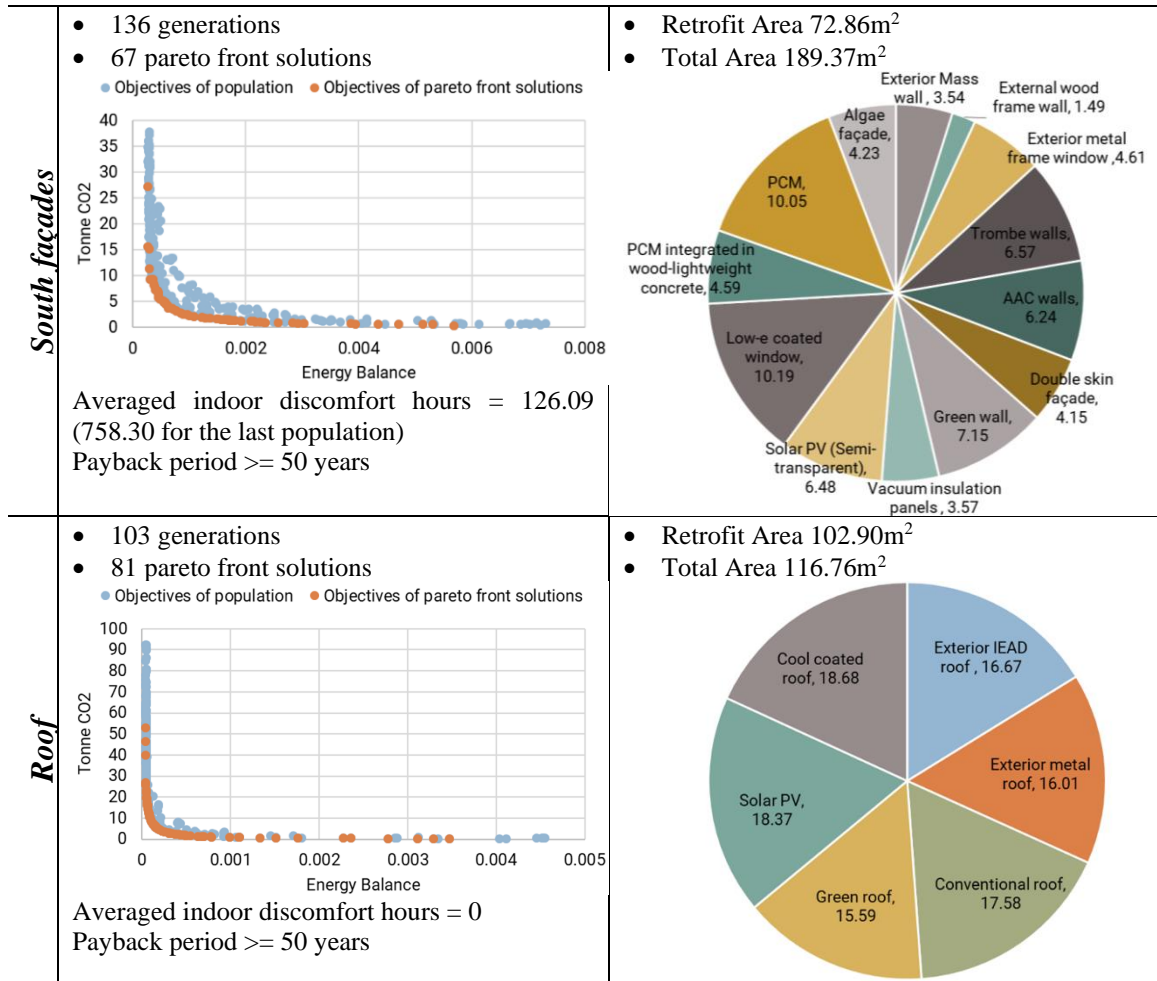 South façades
• 136 generations
• 67 pareto front solutions
Objectives of population
Objectives of pareto front solutions
40
35
30
25
20
15
10
5
0
Tonne CO2
0
0.002
0.004
0.006
0.008
Energy Balance
Averaged indoor discomfort hours = 126.09
(758.30 for the last population)
Payback period >= 50 years
• Retrofit Area 72.86m²
• Total Area 189.37m²
Exterior Mass
wall , 3.54
External wood
frame wall, 1.49
Exterior metal
frame window ,4.61
Trombe walls,
6.57
AAC walls,
6.24
Double skin
façade,
4.15
Green wall,
7.15
Vacuum insulation
panels , 3.57
Solar PV (Semi-
transparent),
6.48
Low-e coated
window,
10.19
PCM integrated in
wood-lightweight
concrete, 4.59
PCM,
10.05
Algae
façade,
4.23
Roof
• 103 generations
• 81 pareto front solutions
Objectives of population
Objectives of pareto front solutions
100
90
80
70
60
50
40
30
20
10
0
Tonne CO2
0
0.001
0.002
0.003
0.004
0.005
Energy Balance
Averaged indoor discomfort hours = 0
Payback period >= 50 years
• Retrofit Area 102.90m²
• Total Area 116.76m²
Exterior IEAD
roof , 16.67
Exterior metal
roof, 16.01
Conventional roof,
17.58
Green roof,
15.59
Solar PV,
18.37
Cool coated
roof, 18.68